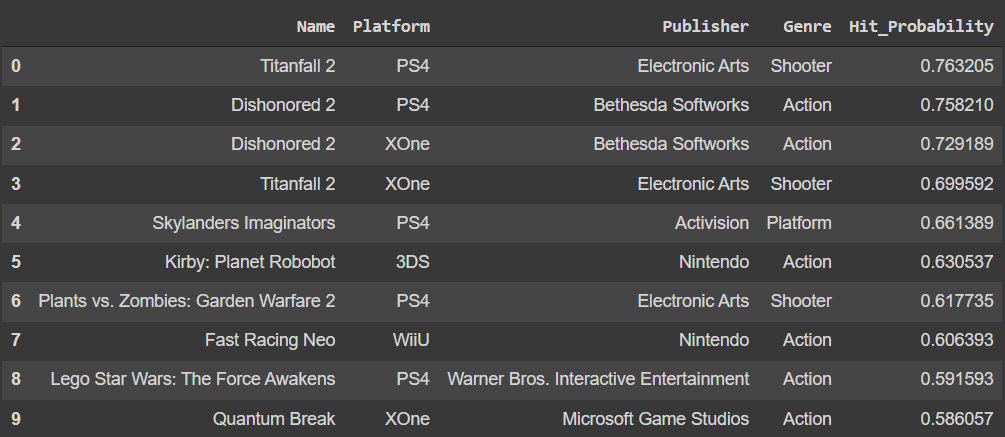 Name Platform Publisher Genre Hit_Probability
0 Titanfall 2 PS4 Electronic Arts Shooter 0.763205
1 Dishonored 2 PS4 Bethesda Softworks Action 0.758210
2 Dishonored 2 XOne Bethesda Softworks Action 0.729189
3 Titanfall 2 XOne Electronic Arts Shooter 0.699592
4 Skylanders Imaginators PS4 Activision Platform 0.661389
5 Kirby: Planet Robobot 3DS Nintendo Action 0.630537
6 Plants vs. Zombies: Garden Warfare 2 PS4 Electronic Arts Shooter 0.617735
7 Fast Racing Neo WiiU Nintendo Action 0.606393
8 Lego Star Wars: The Force Awakens PS4 Warner Bros. Interactive Entertainment Action 0.591593
9 Quantum Break XOne Microsoft Game Studios Action 0.586057